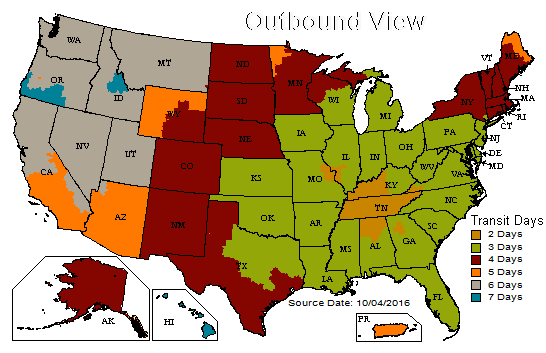 Outbound View
WA
MT
ND
MN
VT
ME
OR
ID
WY
SD
WI
MI
NY
NH
MA
RI
CT
NJ
DE
MD
NV
UT
CO
NE
IA
IL
IN
OH
PA
WV
VA
CA
AZ
NM
KS
MO
KY
NC
TN
OK
AR
SC
TX
LA
MS
AL
GA
FL
Transit Days
2 Days
3 Days
4 Days
5 Days
6 Days
7 Days
Source Date: 10/04/2016
AK
HI
PR